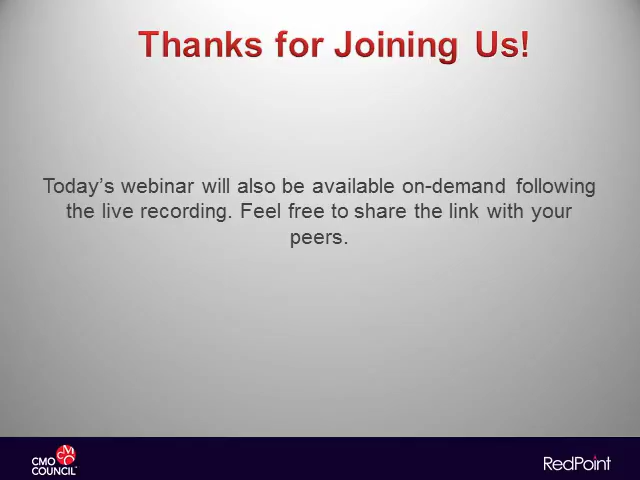 Thanks for Joining Us!
Today’s webinar will also be available on-demand following
the live recording. Feel free to share the link with your
peers.
CMO
COUNCIL
RedPoint